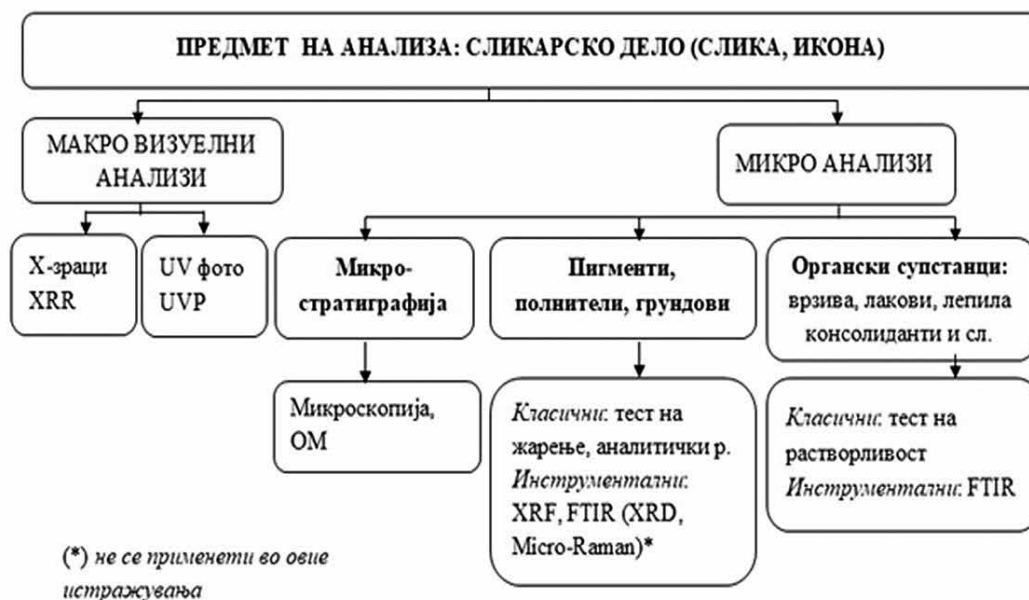 ПРЕДМЕТ НА АНАЛИЗА: СЛИКАРСКО ДЕЛО (СЛИКА, ИКОНА)
МАКРО ВИЗУЕЛНИ
АНАЛИЗИ
МИКРО АНАЛИЗИ
Х-зраци
XRR
UV фото
UVP
Микро-
стратиграфија
Пигменти,
полнители, грундови
Органски супстанци:
врзива, лакови, лепила
консолиданти и сл.
Микроскопија,
ОМ
Класични: тест на
жарење, аналитички р.
Инструментални:
XRF, FTIR (XRD,
Micro-Raman)*
Класични: тест на
растворливост
Инструментални: FTIR
(*) не се применети во овие
истражувања